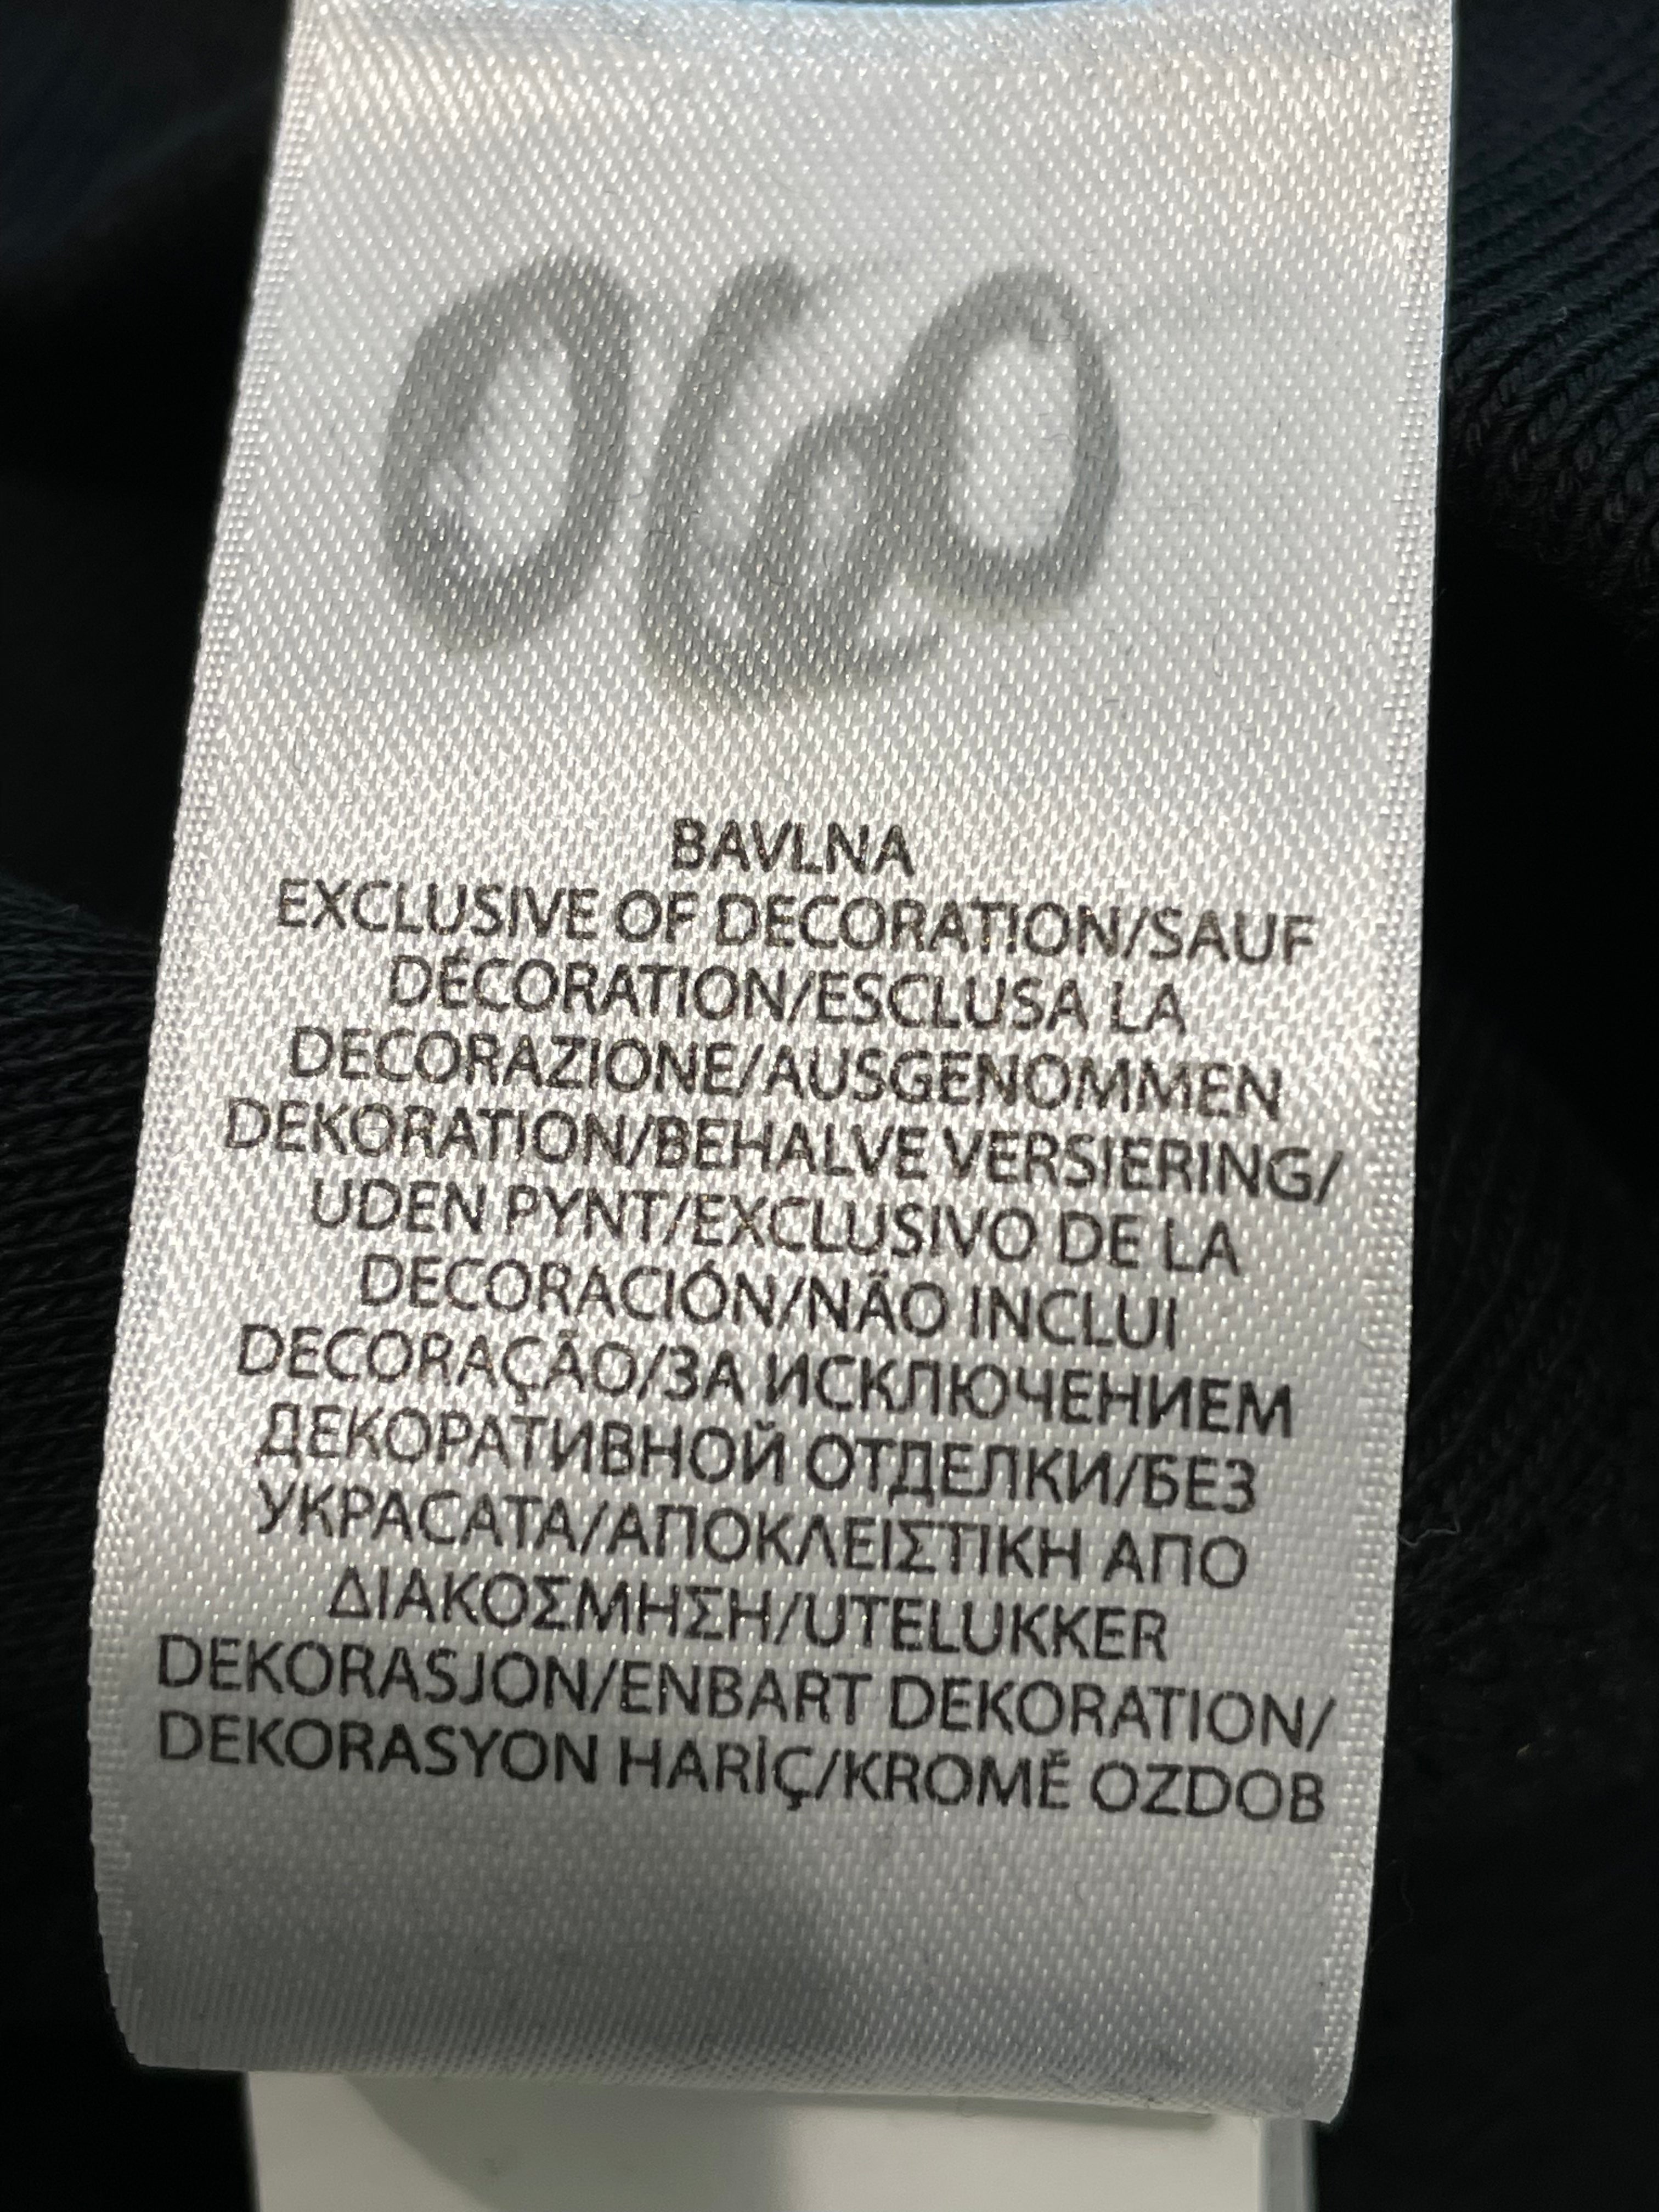 060
BAVLNA
EXCLUSIVE OF DECORATION/SAUF
DÉCORATION/ESCLUSA LA
DECORAZIONE/AUSGENOMMEN
DEKORATION/BEHALVE VERSIERING/
UDEN PYNT/EXCLUSIVO DE LA
DECORACIÓN/NÃO INCLUI
DECORAÇÃO/ЗА ИСКЛЮЧЕНИЕМ
ДЕКОРАТИВНОЙ ОТДЕЛКИ/БЕЗ
УКРАСАТА/ΑΠΟΚΛΕΙΣΤΙΚΗ ΑΠΟ
ΔΙΑΚΟΣΜΗΣΗ/UTELUKKER
DEKORASJON/ENBART DEKORATION/
DEKORASYON HARİÇ/KROMĚ OZDOB